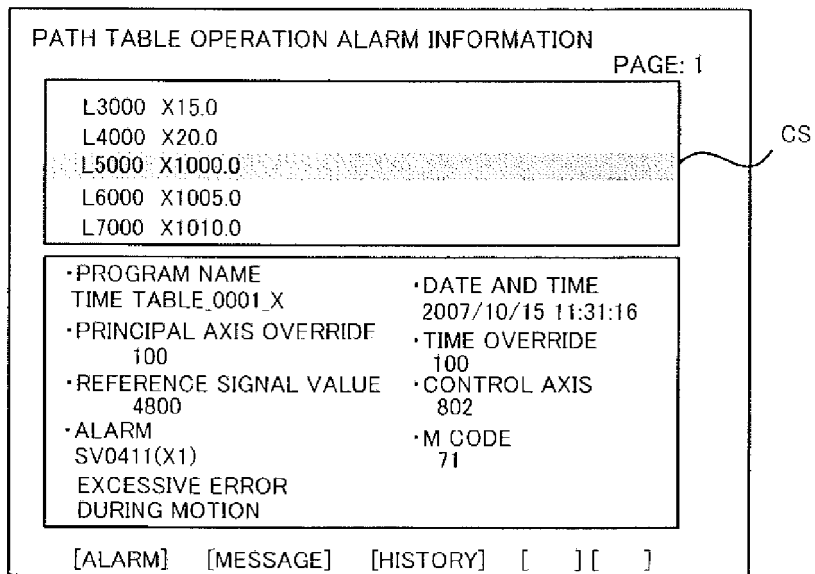 PATH TABLE OPERATION ALARM INFORMATION
PAGE: 1
L3000 X15.0
L4000 X20.0
L5000 X1000.0
L6000 X1005.0
L7000 X1010.0
CS
·PROGRAM NAME
TIME TABLE_0001_X
·DATE AND TIME
2007/10/15 11:31:16
·PRINCIPAL AXIS OVERRIDE
100
·TIME OVERRIDE
100
·REFERENCE SIGNAL VALUE
4800
·CONTROL AXIS
802
·ALARM
SV0411(X1)
EXCESSIVE ERROR
DURING MOTION
·M CODE
71
[ALARM] [MESSAGE] [HISTORY] [ ] [ ]